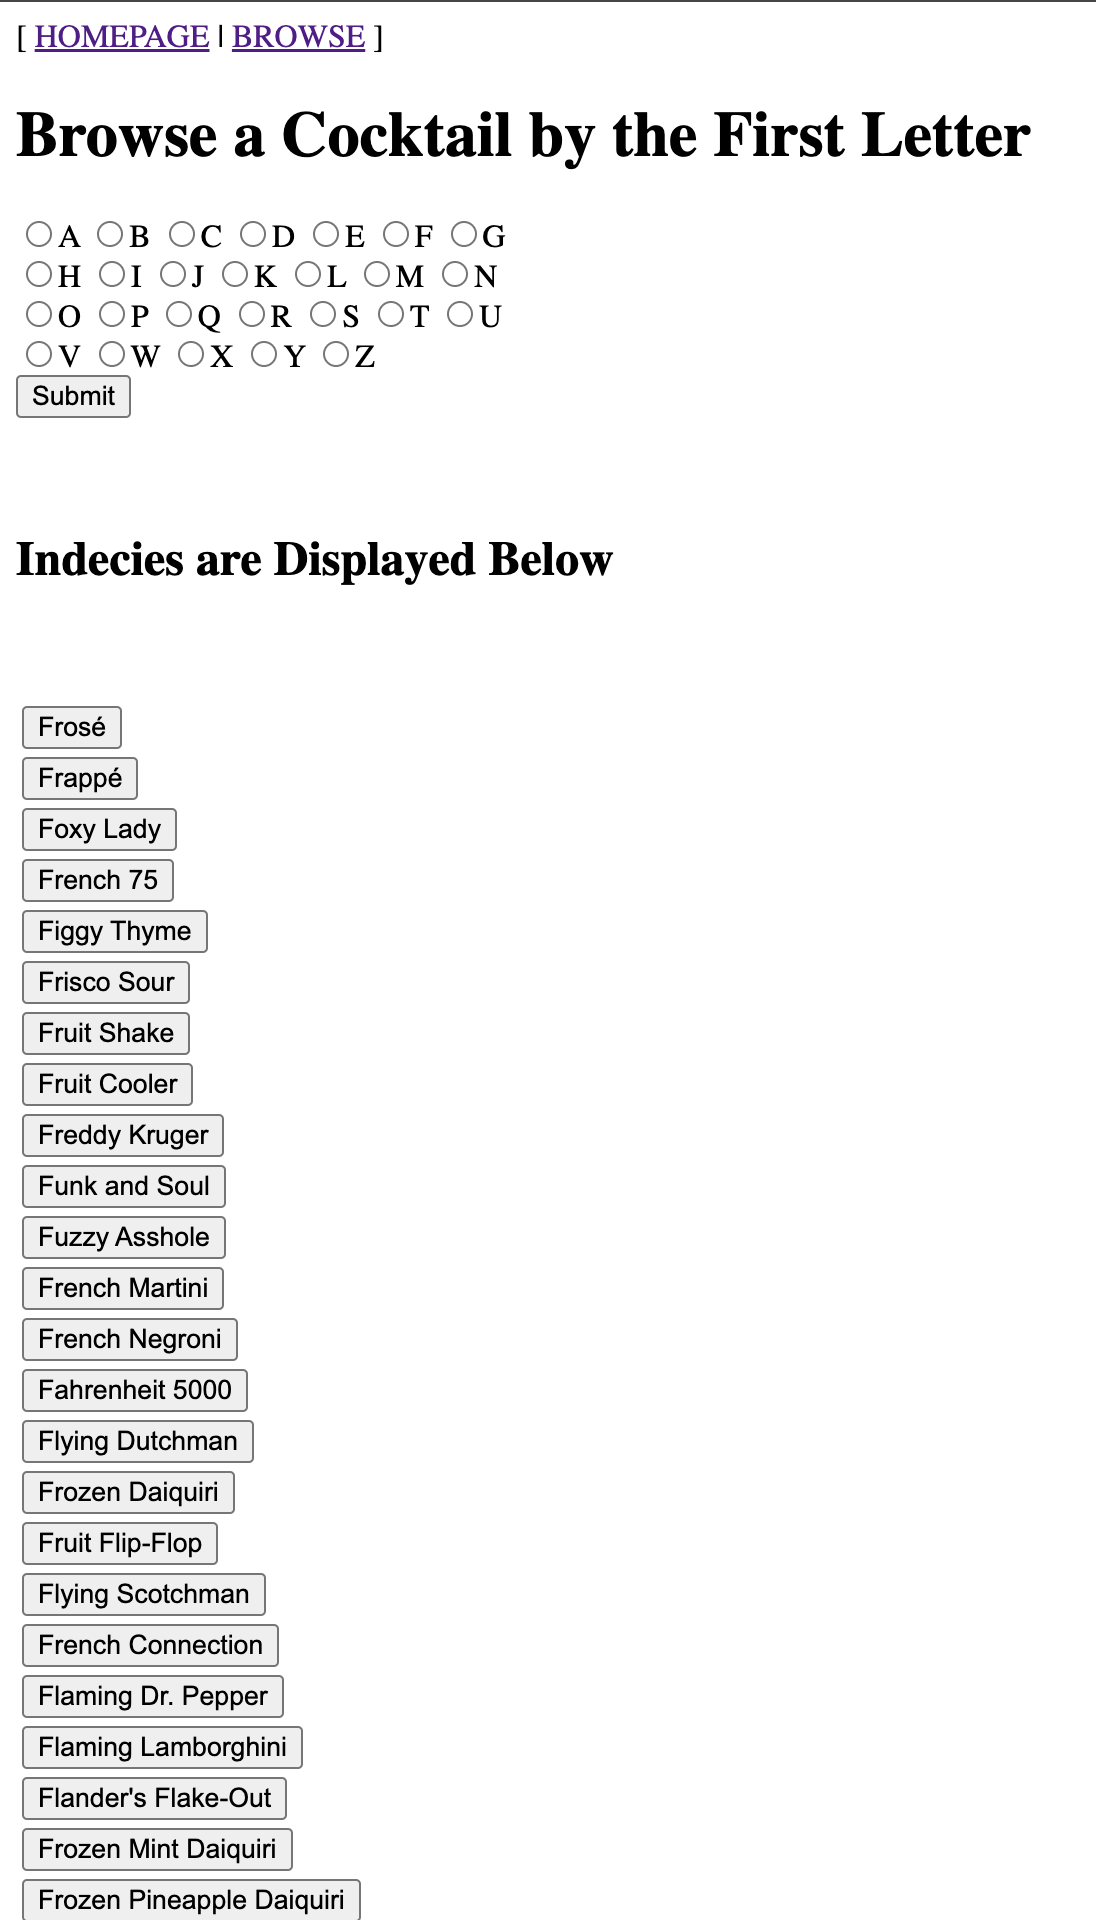 [ HOMEPAGE | BROWSE ]
Browse a Cocktail by the First Letter
A B C D E F G
H I J K L M N
O P Q R S T U
V W X Y Z
Submit
Indecies are Displayed Below
Frosé
Frappé
Foxy Lady
French 75
Figgy Thyme
Frisco Sour
Fruit Shake
Fruit Cooler
Freddy Kruger
Funk and Soul
Fuzzy Asshole
French Martini
French Negroni
Fahrenheit 5000
Flying Dutchman
Frozen Daiquiri
Fruit Flip-Flop
Flying Scotchman
French Connection
Flaming Dr. Pepper
Flaming Lamborghini
Flander's Flake-Out
Frozen Mint Daiquiri
Frozen Pineapple Daiquiri